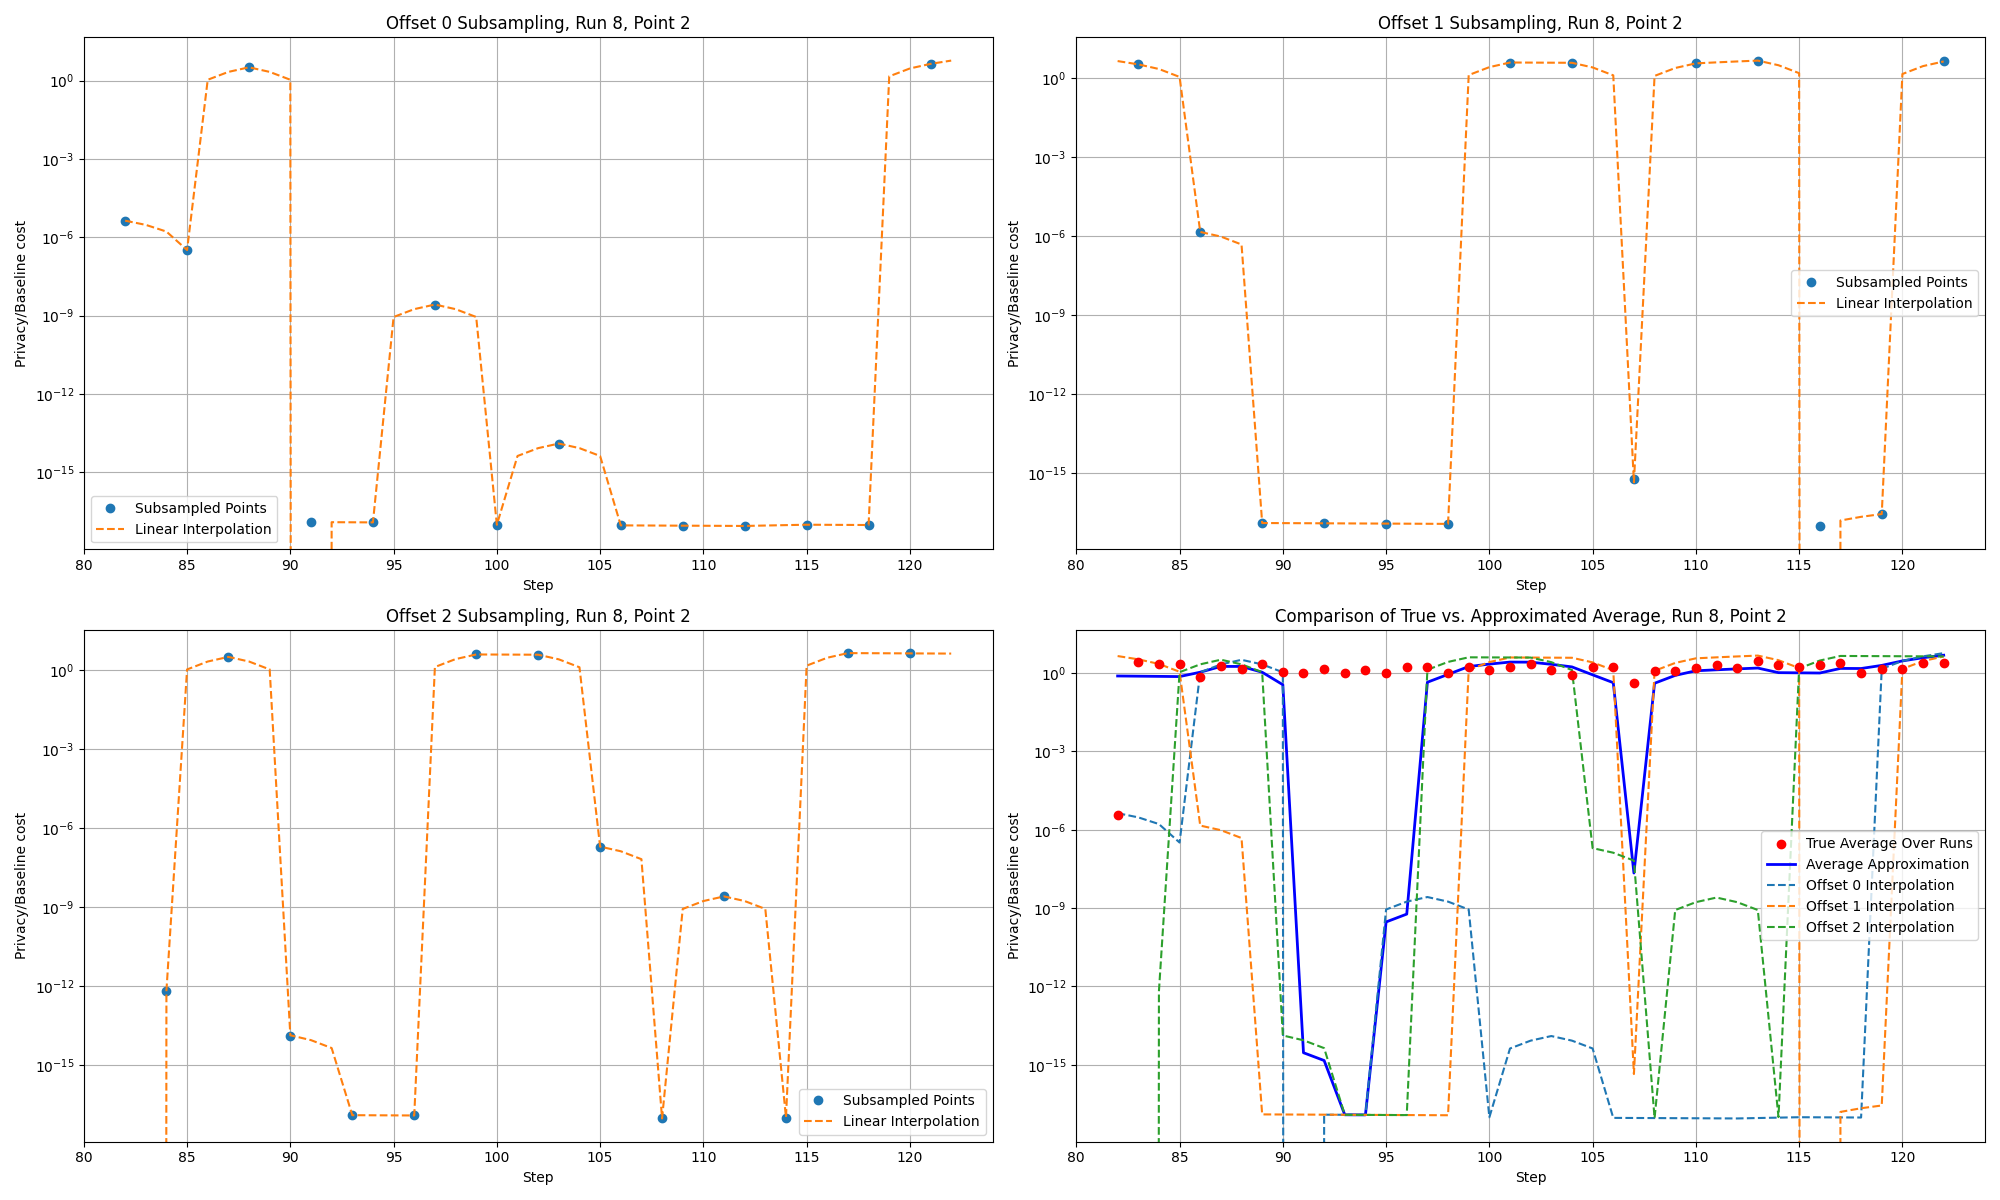 Offset 0 Subsampling, Run 8, Point 2
Privacy/Baseline cost
10^0
10^-3
10^-6
10^-9
10^-12
10^-15
Subsampled Points
Linear Interpolation
80 85 90 95 100 105 110 115 120
Step
Offset 1 Subsampling, Run 8, Point 2
Privacy/Baseline cost
10^0
10^-3
10^-6
10^-9
10^-12
10^-15
Subsampled Points
Linear Interpolation
80 85 90 95 100 105 110 115 120
Step
Offset 2 Subsampling, Run 8, Point 2
Privacy/Baseline cost
10^0
10^-3
10^-6
10^-9
10^-12
10^-15
Subsampled Points
Linear Interpolation
80 85 90 95 100 105 110 115 120
Step
Comparison of True vs. Approximated Average, Run 8, Point 2
Privacy/Baseline cost
10^0
10^-3
10^-6
10^-9
10^-12
10^-15
True Average Over Runs
Average Approximation
Offset 0 Interpolation
Offset 1 Interpolation
Offset 2 Interpolation
80 85 90 95 100 105 110 115 120
Step